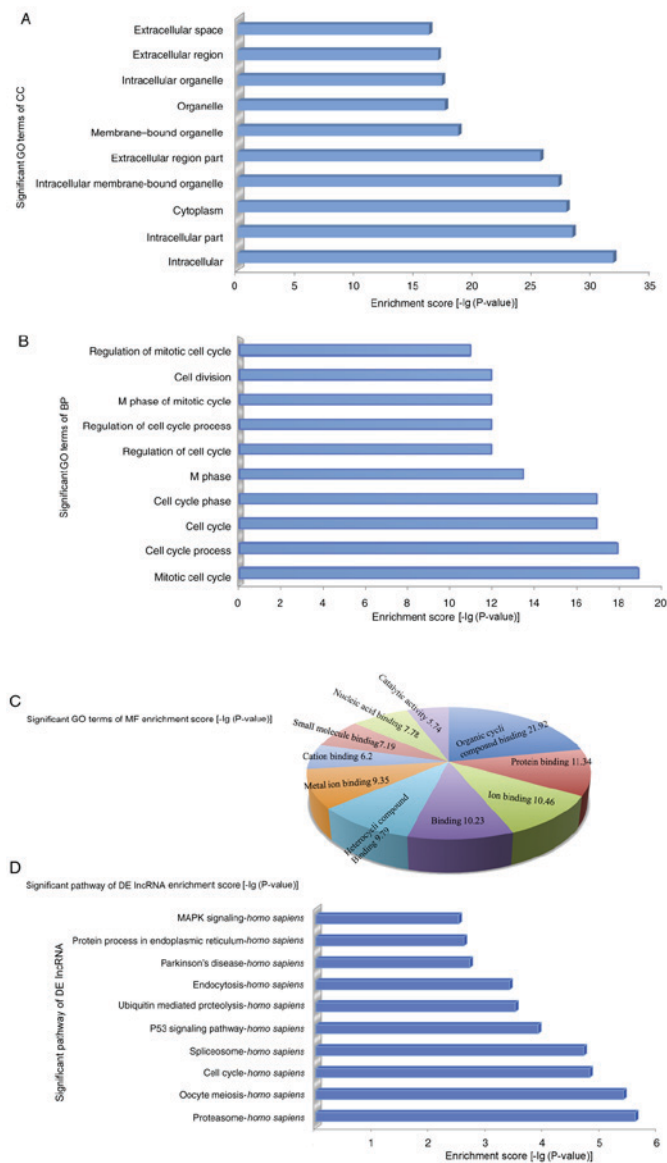 A
Significant GO terms of CC
Extracellular space
Extracellular region
Intracellular organelle
Organelle
Membrane–bound organelle
Extracellular region part
Intracellular membrane-bound organelle
Cytoplasm
Intracellular part
Intracellular
0 5 10 15 20 25 30 35
Enrichment score [-lg (P-value)]
B
Significant GO terms of BP
Regulation of mitotic cell cycle
Cell division
M phase of mitotic cycle
Regulation of cell cycle process
Regulation of cell cycle
M phase
Cell cycle phase
Cell cycle
Cell cycle process
Mitotic cell cycle
0 2 4 6 8 10 12 14 16 18 20
Enrichment score [-lg (P-value)]
C
Significant GO terms of MF enrichment score [-lg (P-value)]
Catalytic activity 5.74
Nucleic acid binding 7.78
Small molecule binding7.19
Cation binding 6.2
Metal ion binding 9.35
Heterocycli compound
Binding 9.79
Binding 10.23
Ion binding 10.46
Protein binding 11.34
Organic cycli
compound binding 21.92
D
Significant pathway of DE lncRNA enrichment score [-lg (P-value)]
Significant pathway of DE lncRNA
MAPK signaling-homo sapiens
Protein process in endoplasmic reticulum-homo sapiens
Parkinson's disease-homo sapiens
Endocytosis-homo sapiens
Ubiquitin mediated proteolysis-homo sapiens
P53 signaling pathway-homo sapiens
Spliceosome-homo sapiens
Cell cycle-homo sapiens
Oocyte meiosis-homo sapiens
Proteasome-homo sapiens
1 2 3 4 5 6
Enrichment score [-lg (P-value)]